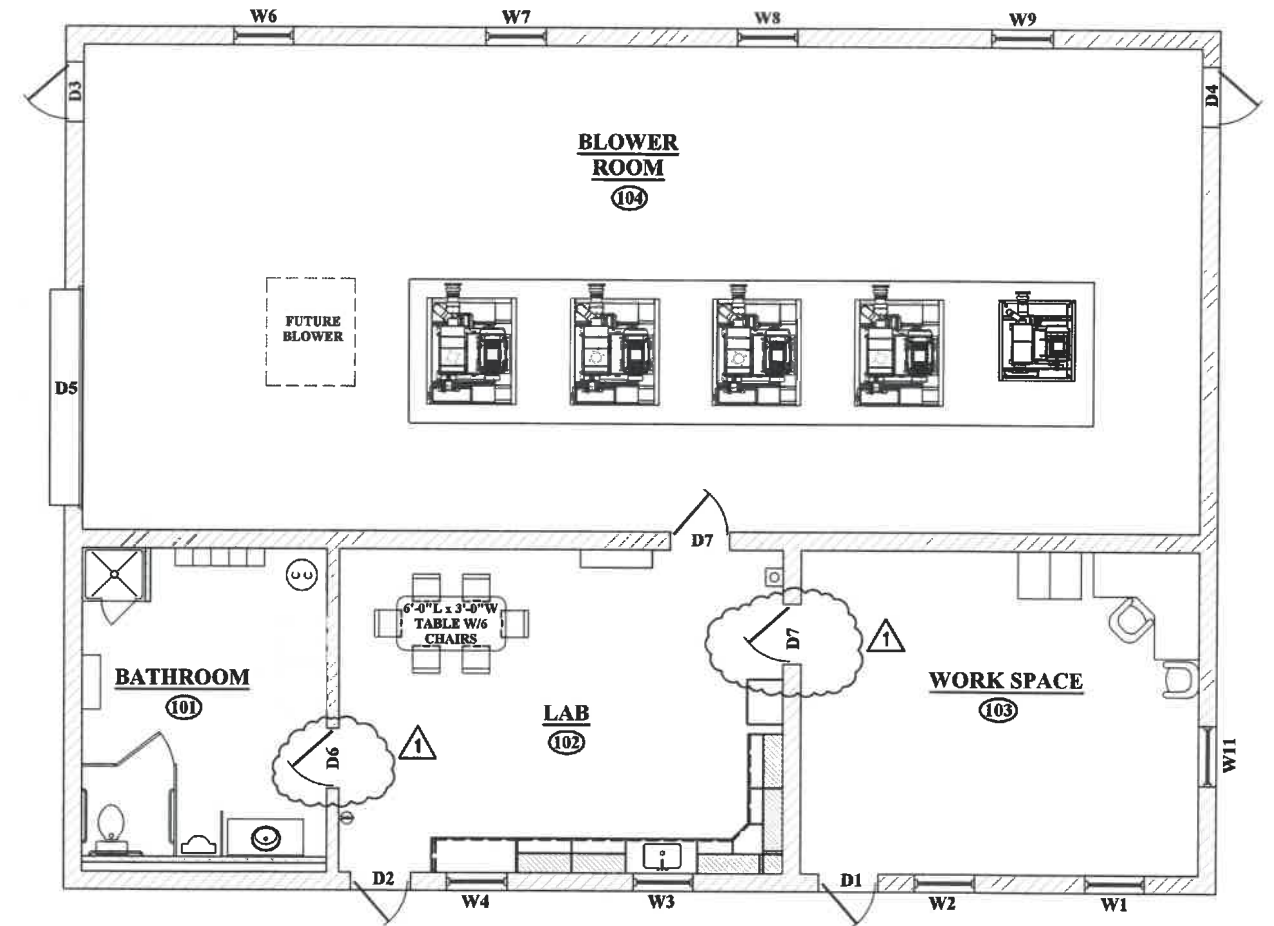 W6
W7
W8
W9
D3
D4
BLOWER
ROOM
104
FUTURE
BLOWER
D5
D7
6'-0"L x 3'-0"W
TABLE W/6
CHAIRS
D7
1
BATHROOM
101
WORK SPACE
103
LAB
102
D6
1
W11
D2
W4
W3
D1
W2
W1